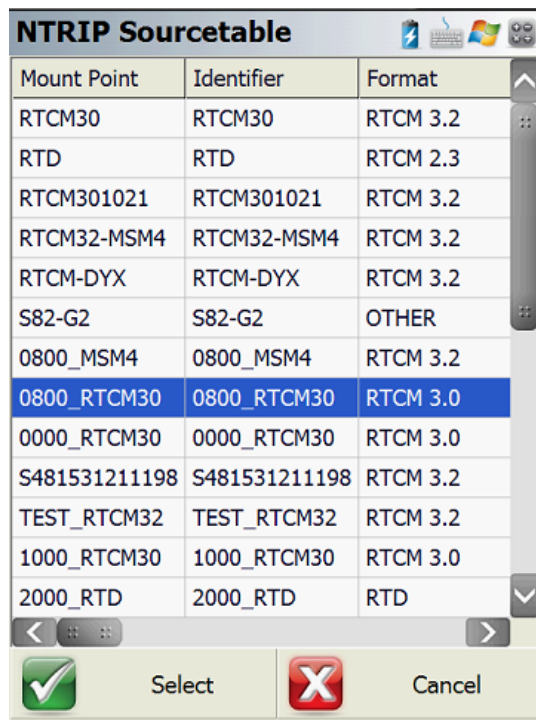 NTRIP Sourcetable
Mount Point Identifier Format
RTCM30 RTCM30 RTCM 3.2
RTD RTD RTCM 2.3
RTCM301021 RTCM301021 RTCM 3.2
RTCM32-MSM4 RTCM32-MSM4 RTCM 3.2
RTCM-DYX RTCM-DYX RTCM 3.2
S82-G2 S82-G2 OTHER
0800_MSM4 0800_MSM4 RTCM 3.2
0800_RTCM30 0800_RTCM30 RTCM 3.0
0000_RTCM30 0000_RTCM30 RTCM 3.0
S481531211198 S481531211198 RTCM 3.2
TEST_RTCM32 TEST_RTCM32 RTCM 3.2
1000_RTCM30 1000_RTCM30 RTCM 3.0
2000_RTD 2000_RTD RTD
Select Cancel